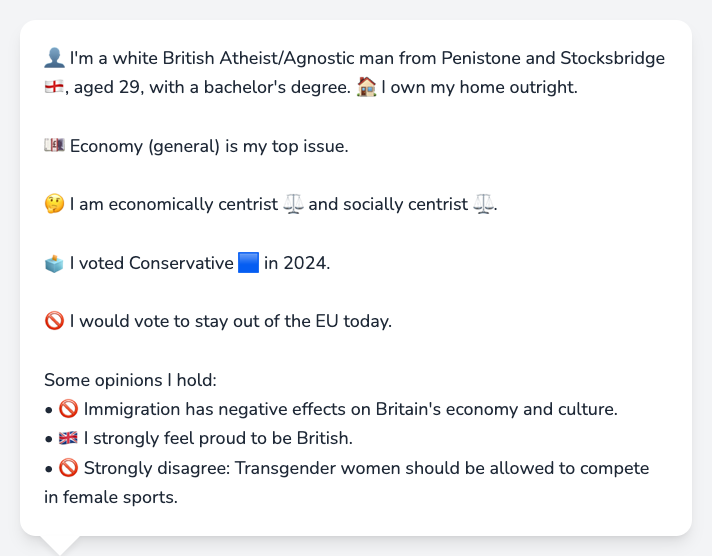 👤 I'm a white British Atheist/Agnostic man from Penistone and Stocksbridge
🏴󠁧󠁢󠁥󠁮󠁧󠁿, aged 29, with a bachelor's degree. 🏠 I own my home outright.
💷 Economy (general) is my top issue.
🤔 I am economically centrist ⚖️ and socially centrist ⚖️.
🗳️ I voted Conservative 🟦 in 2024.
🚫 I would vote to stay out of the EU today.
Some opinions I hold:
• 🚫 Immigration has negative effects on Britain's economy and culture.
• 🇬🇧 I strongly feel proud to be British.
• 🚫 Strongly disagree: Transgender women should be allowed to compete
in female sports.